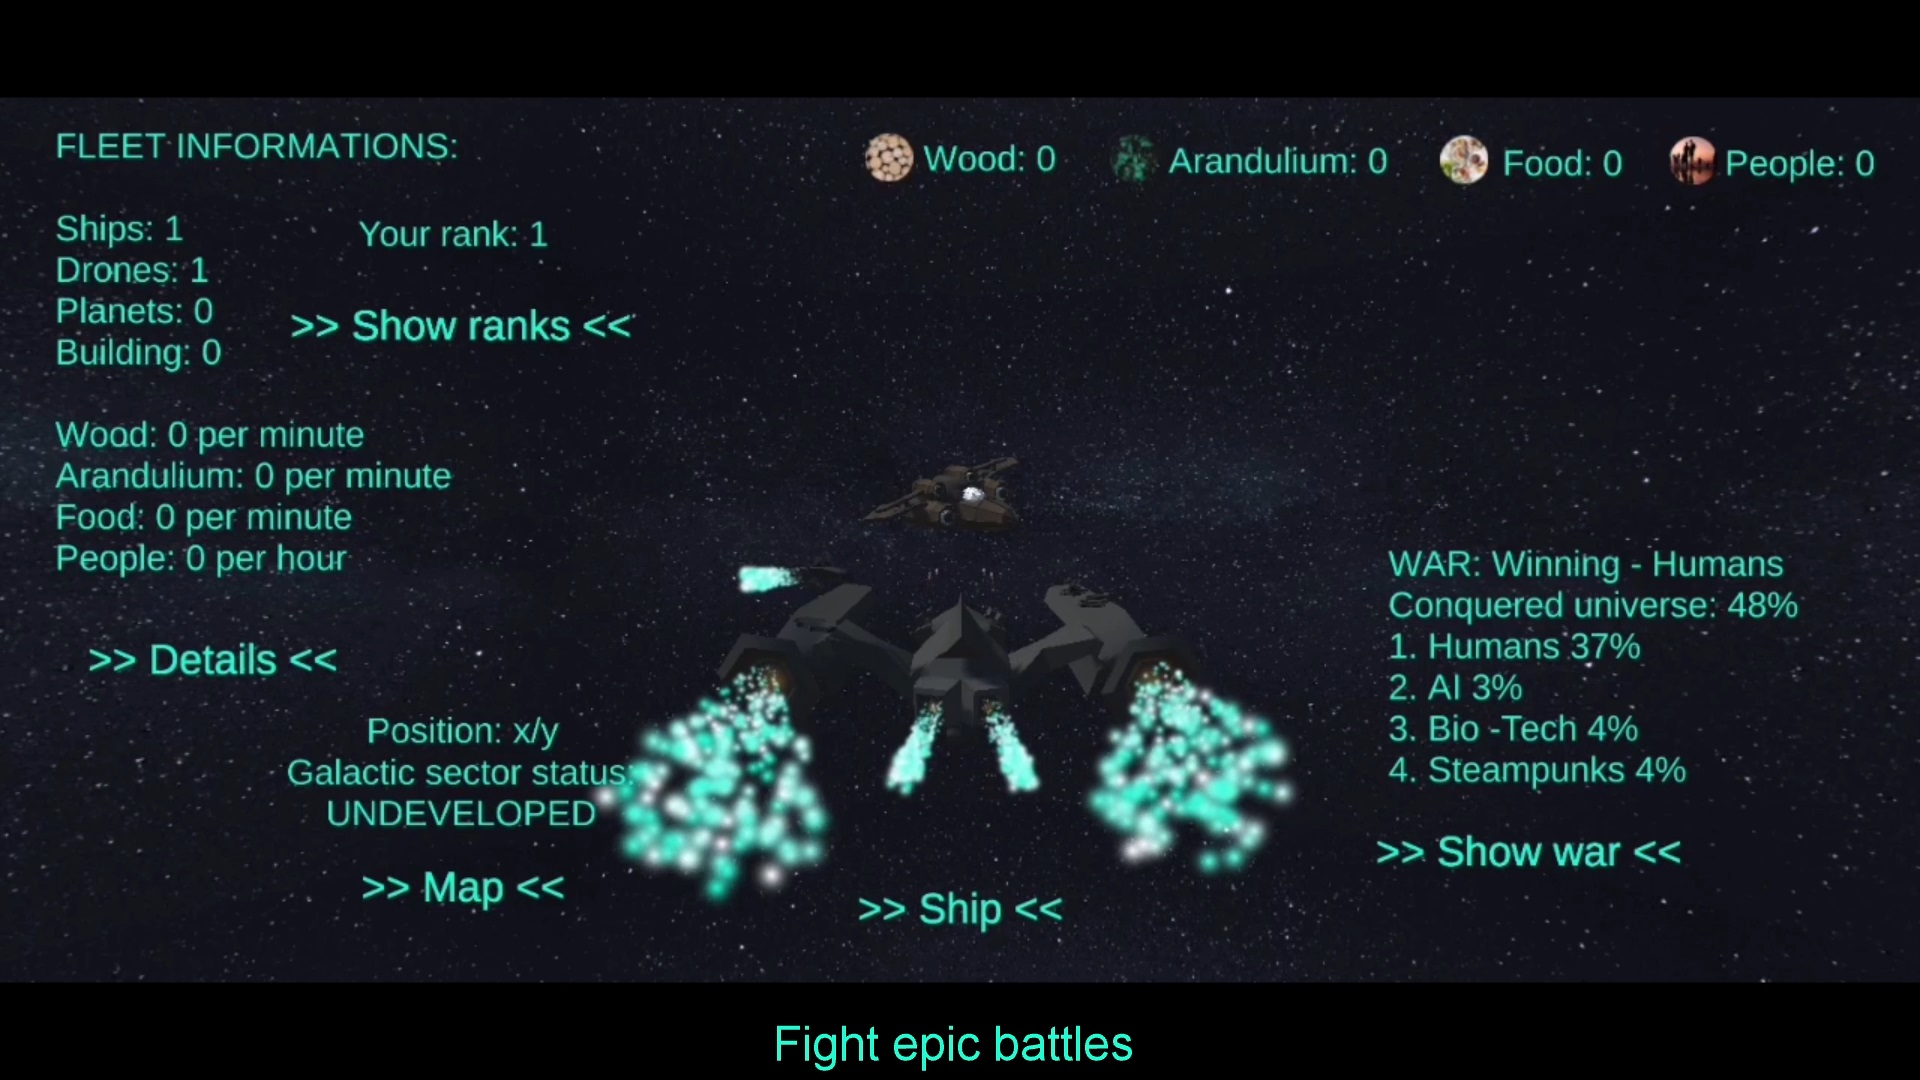 FLEET INFORMATIONS:
Wood: 0
Arandulium: 0
Food: 0
People: 0
Ships: 1
Drones: 1
Planets: 0
Building: 0
Your rank: 1
>> Show ranks <<
Wood: 0 per minute
Arandulium: 0 per minute
Food: 0 per minute
People: 0 per hour
>> Details <<
Position: x/y
Galactic sector status:
UNDEVELOPED
>> Map <<
>> Ship <<
WAR: Winning - Humans
Conquered universe: 48%
1. Humans 37%
2. AI 3%
3. Bio -Tech 4%
4. Steampunks 4%
>> Show war <<
Fight epic battles